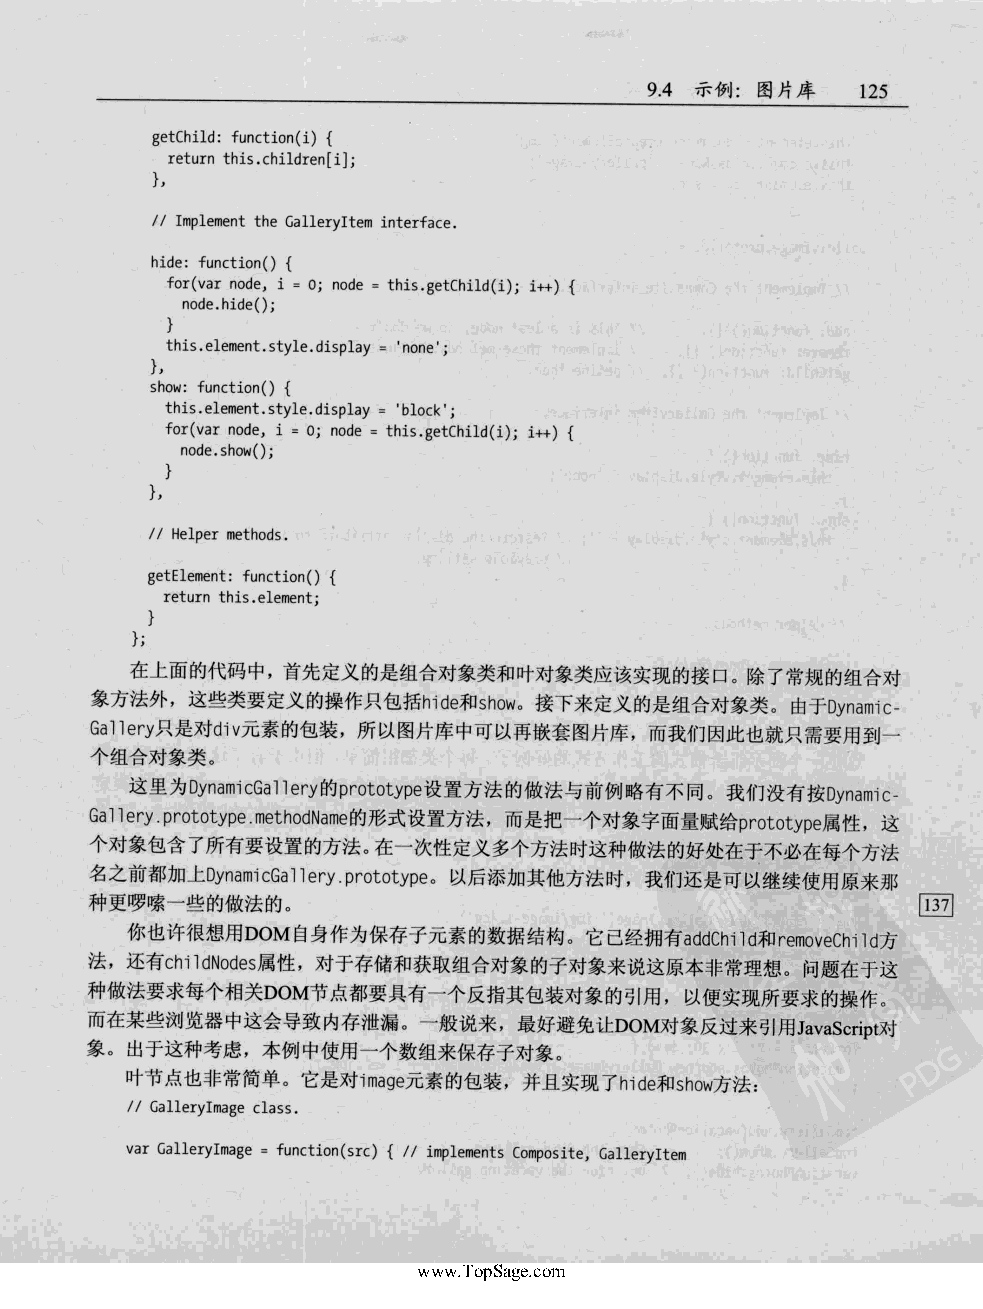 9.4 示例：图片库 125
getChild: function(i) {
return this.children[i];
},
// Implement the GalleryItem interface.
hide: function() {
for(var node, i = 0; node = this.getChild(i); i++) {
node.hide();
}
this.element.style.display = 'none';
},
show: function() {
this.element.style.display = 'block';
for(var node, i = 0; node = this.getChild(i); i++) {
node.show();
}
},
// Helper methods.
getElement: function() {
return this.element;
}
};
在上面的代码中，首先定义的是组合对象类和叶对象类应该实现的接口。除了常规的组合对
象方法外，这些类要定义的操作只包括hide和show。接下来定义的是组合对象类。由于Dynamic-
Gallery只是对div元素的包装，所以图片库中可以再嵌套图片库，而我们因此也就只需要用到一
个组合对象类。
这里为DynamicGallery的prototype设置方法的做法与前例略有不同。我们没有按Dynamic-
Gallery.prototype.methodName的形式设置方法，而是把一个对象字面量赋给prototype属性，这
个对象包含了所有要设置的方法。在一次性定义多个方法时这种做法的好处在于不必在每个方法
名之前都加上DynamicGallery.prototype。以后添加其他方法时，我们还是可以继续使用原来那
种更啰嗦一些的做法的。
137
你也许很想用DOM自身作为保存子元素的数据结构。它已经拥有addChild和removeChild方
法，还有childNodes属性，对于存储和获取组合对象的子对象来说这原本非常理想。问题在于这
种做法要求每个相关DOM节点都要具有一个反指其包装对象的引用，以便实现所要求的操作。
而在某些浏览器中这会导致内存泄漏。一般说来，最好避免让DOM对象反过来引用JavaScript对
象。出于这种考虑，本例中使用一个数组来保存子对象。
叶节点也非常简单。它是对image元素的包装，并且实现了hide和show方法：
// GalleryImage class.
var GalleryImage = function(src) { // implements Composite, GalleryItem
PDG
www.TopSage.com